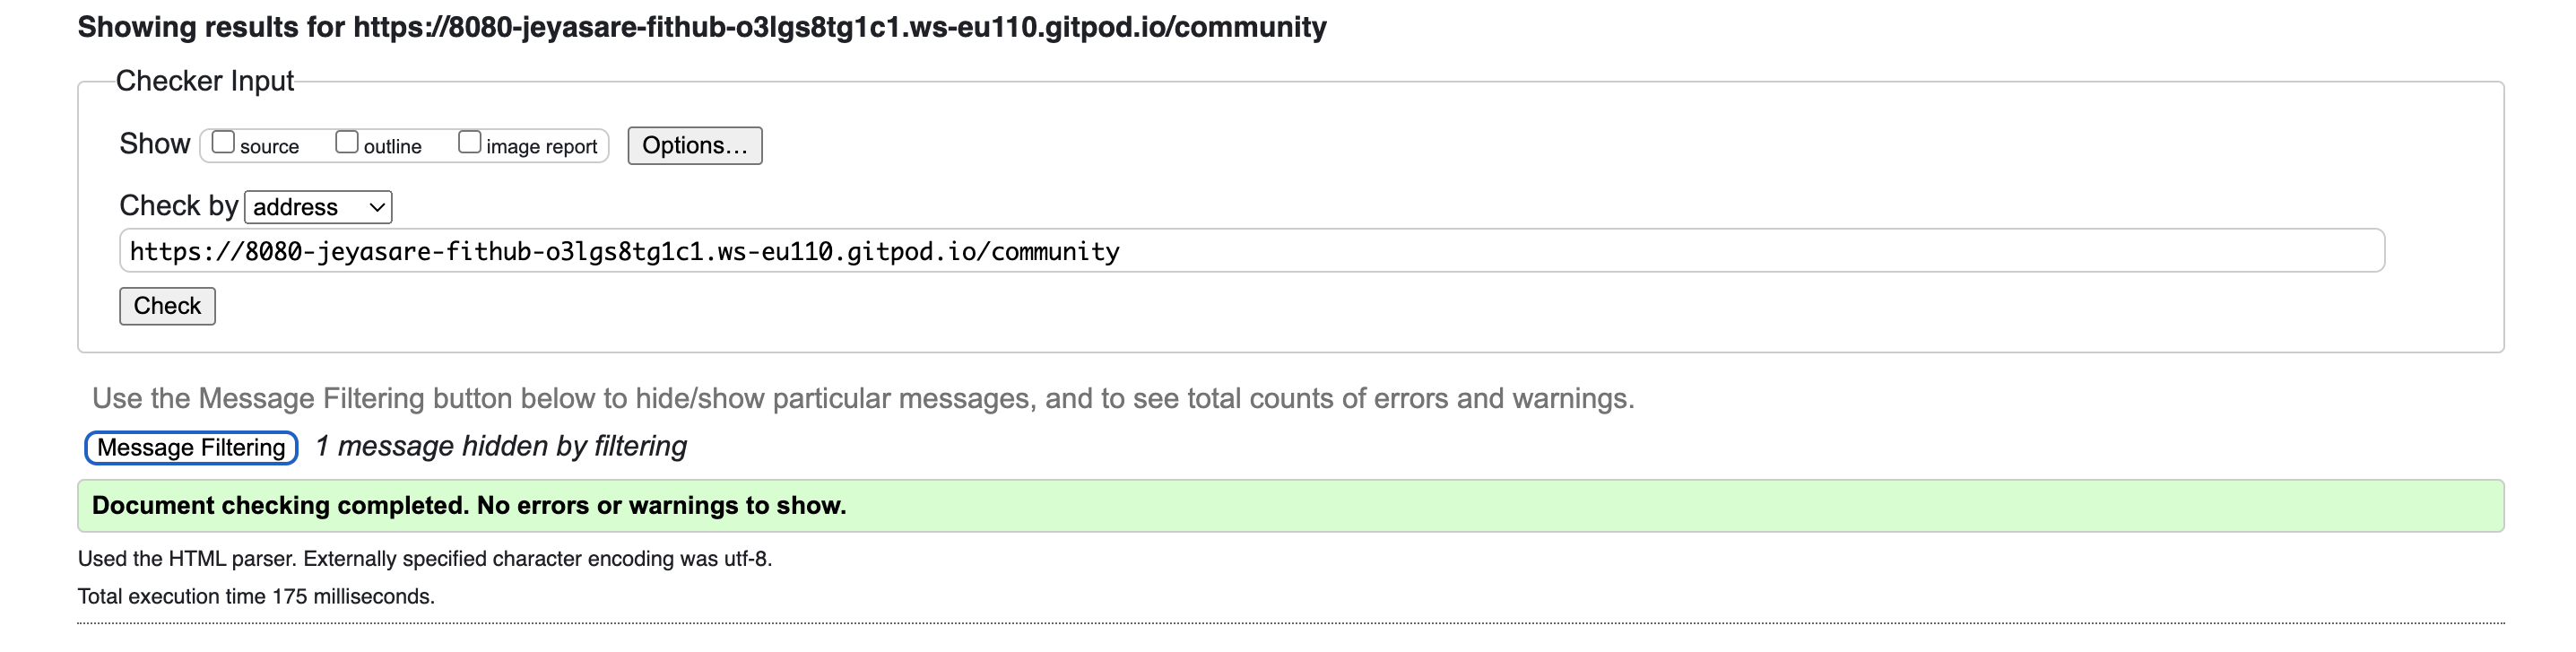 Showing results for https://8080-jeyasare-fithub-o3lgs8tg1c1.ws-eu110.gitpod.io/community
Checker Input
Show source outline image report Options...
Check by address
https://8080-jeyasare-fithub-o3lgs8tg1c1.ws-eu110.gitpod.io/community
Check
Use the Message Filtering button below to hide/show particular messages, and to see total counts of errors and warnings.
Message Filtering 1 message hidden by filtering
Document checking completed. No errors or warnings to show.
Used the HTML parser. Externally specified character encoding was utf-8.
Total execution time 175 milliseconds.